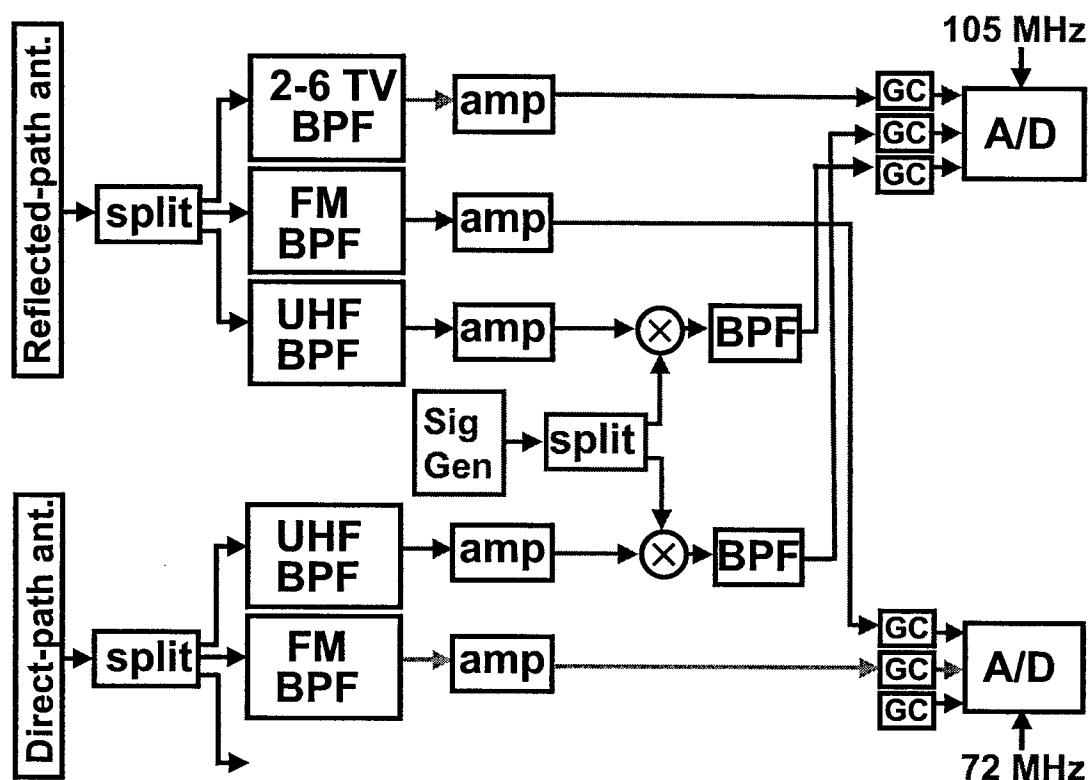 Reflected-path ant.
split
2-6 TV
BPF
amp
FM
BPF
amp
UHF
BPF
amp
×
BPF
GC
GC
GC
105 MHz
A/D
Sig
Gen
split
Direct-path ant.
split
UHF
BPF
amp
×
BPF
FM
BPF
amp
GC
GC
GC
A/D
72 MHz